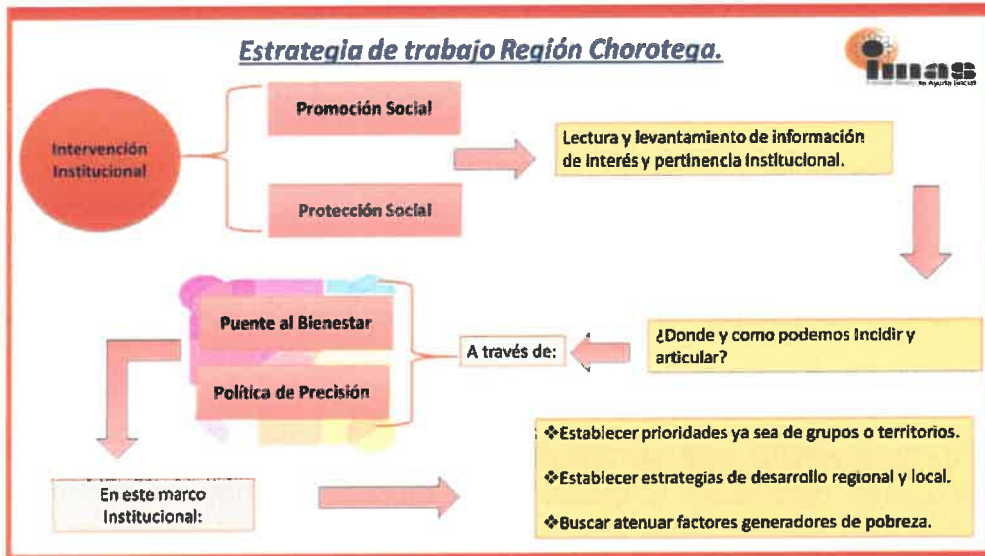 Estrategia de trabajo Región Chorotega.
imas
Intervención
Institucional
Promoción Social
Protección Social
Lectura y levantamiento de información
de interés y pertinencia Institucional.
¿Donde y como podemos Incidir y
articular?
A través de:
Puente al Bienestar
Política de Precisión
En este marco
Institucional:
❖Establecer prioridades ya sea de grupos o territorios.
❖Establecer estrategias de desarrollo regional y local.
❖Buscar atenuar factores generadores de pobreza.